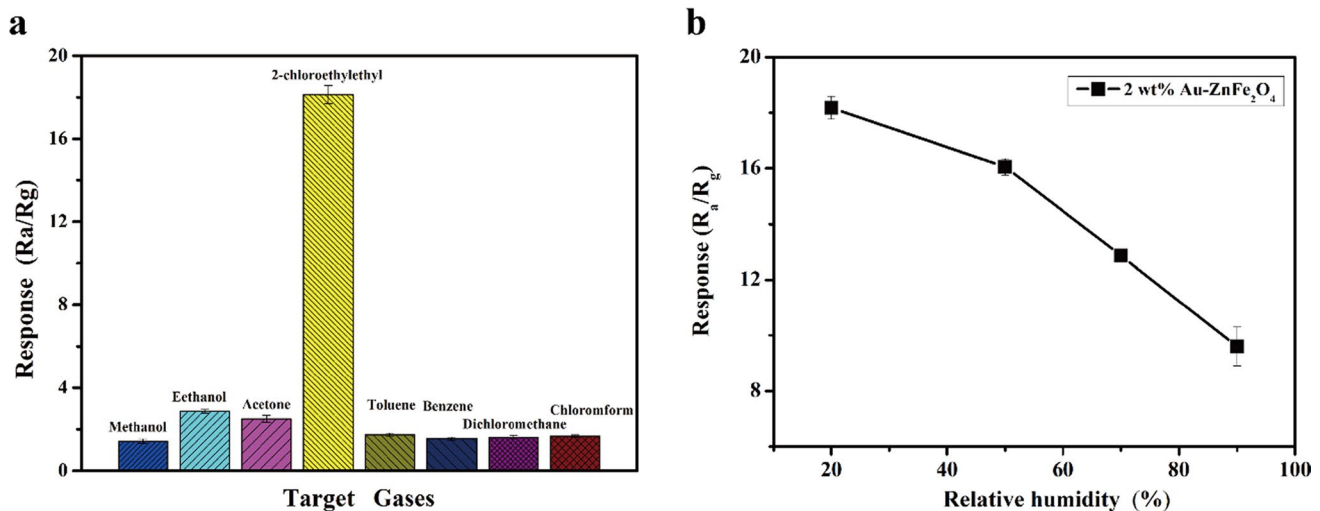 a
20
16
12
8
4
0
Response (Ra/Rg)
2-chloroethylethyl
Methanol
Eethanol
Acetone
Toluene
Benzene
Dichloromethane
Chloromform
Target Gases
b
20
16
12
8
Response (Rₐ/R_g)
2 wt% Au-ZnFe₂O₄
20
40
60
80
100
Relative humidity (%)